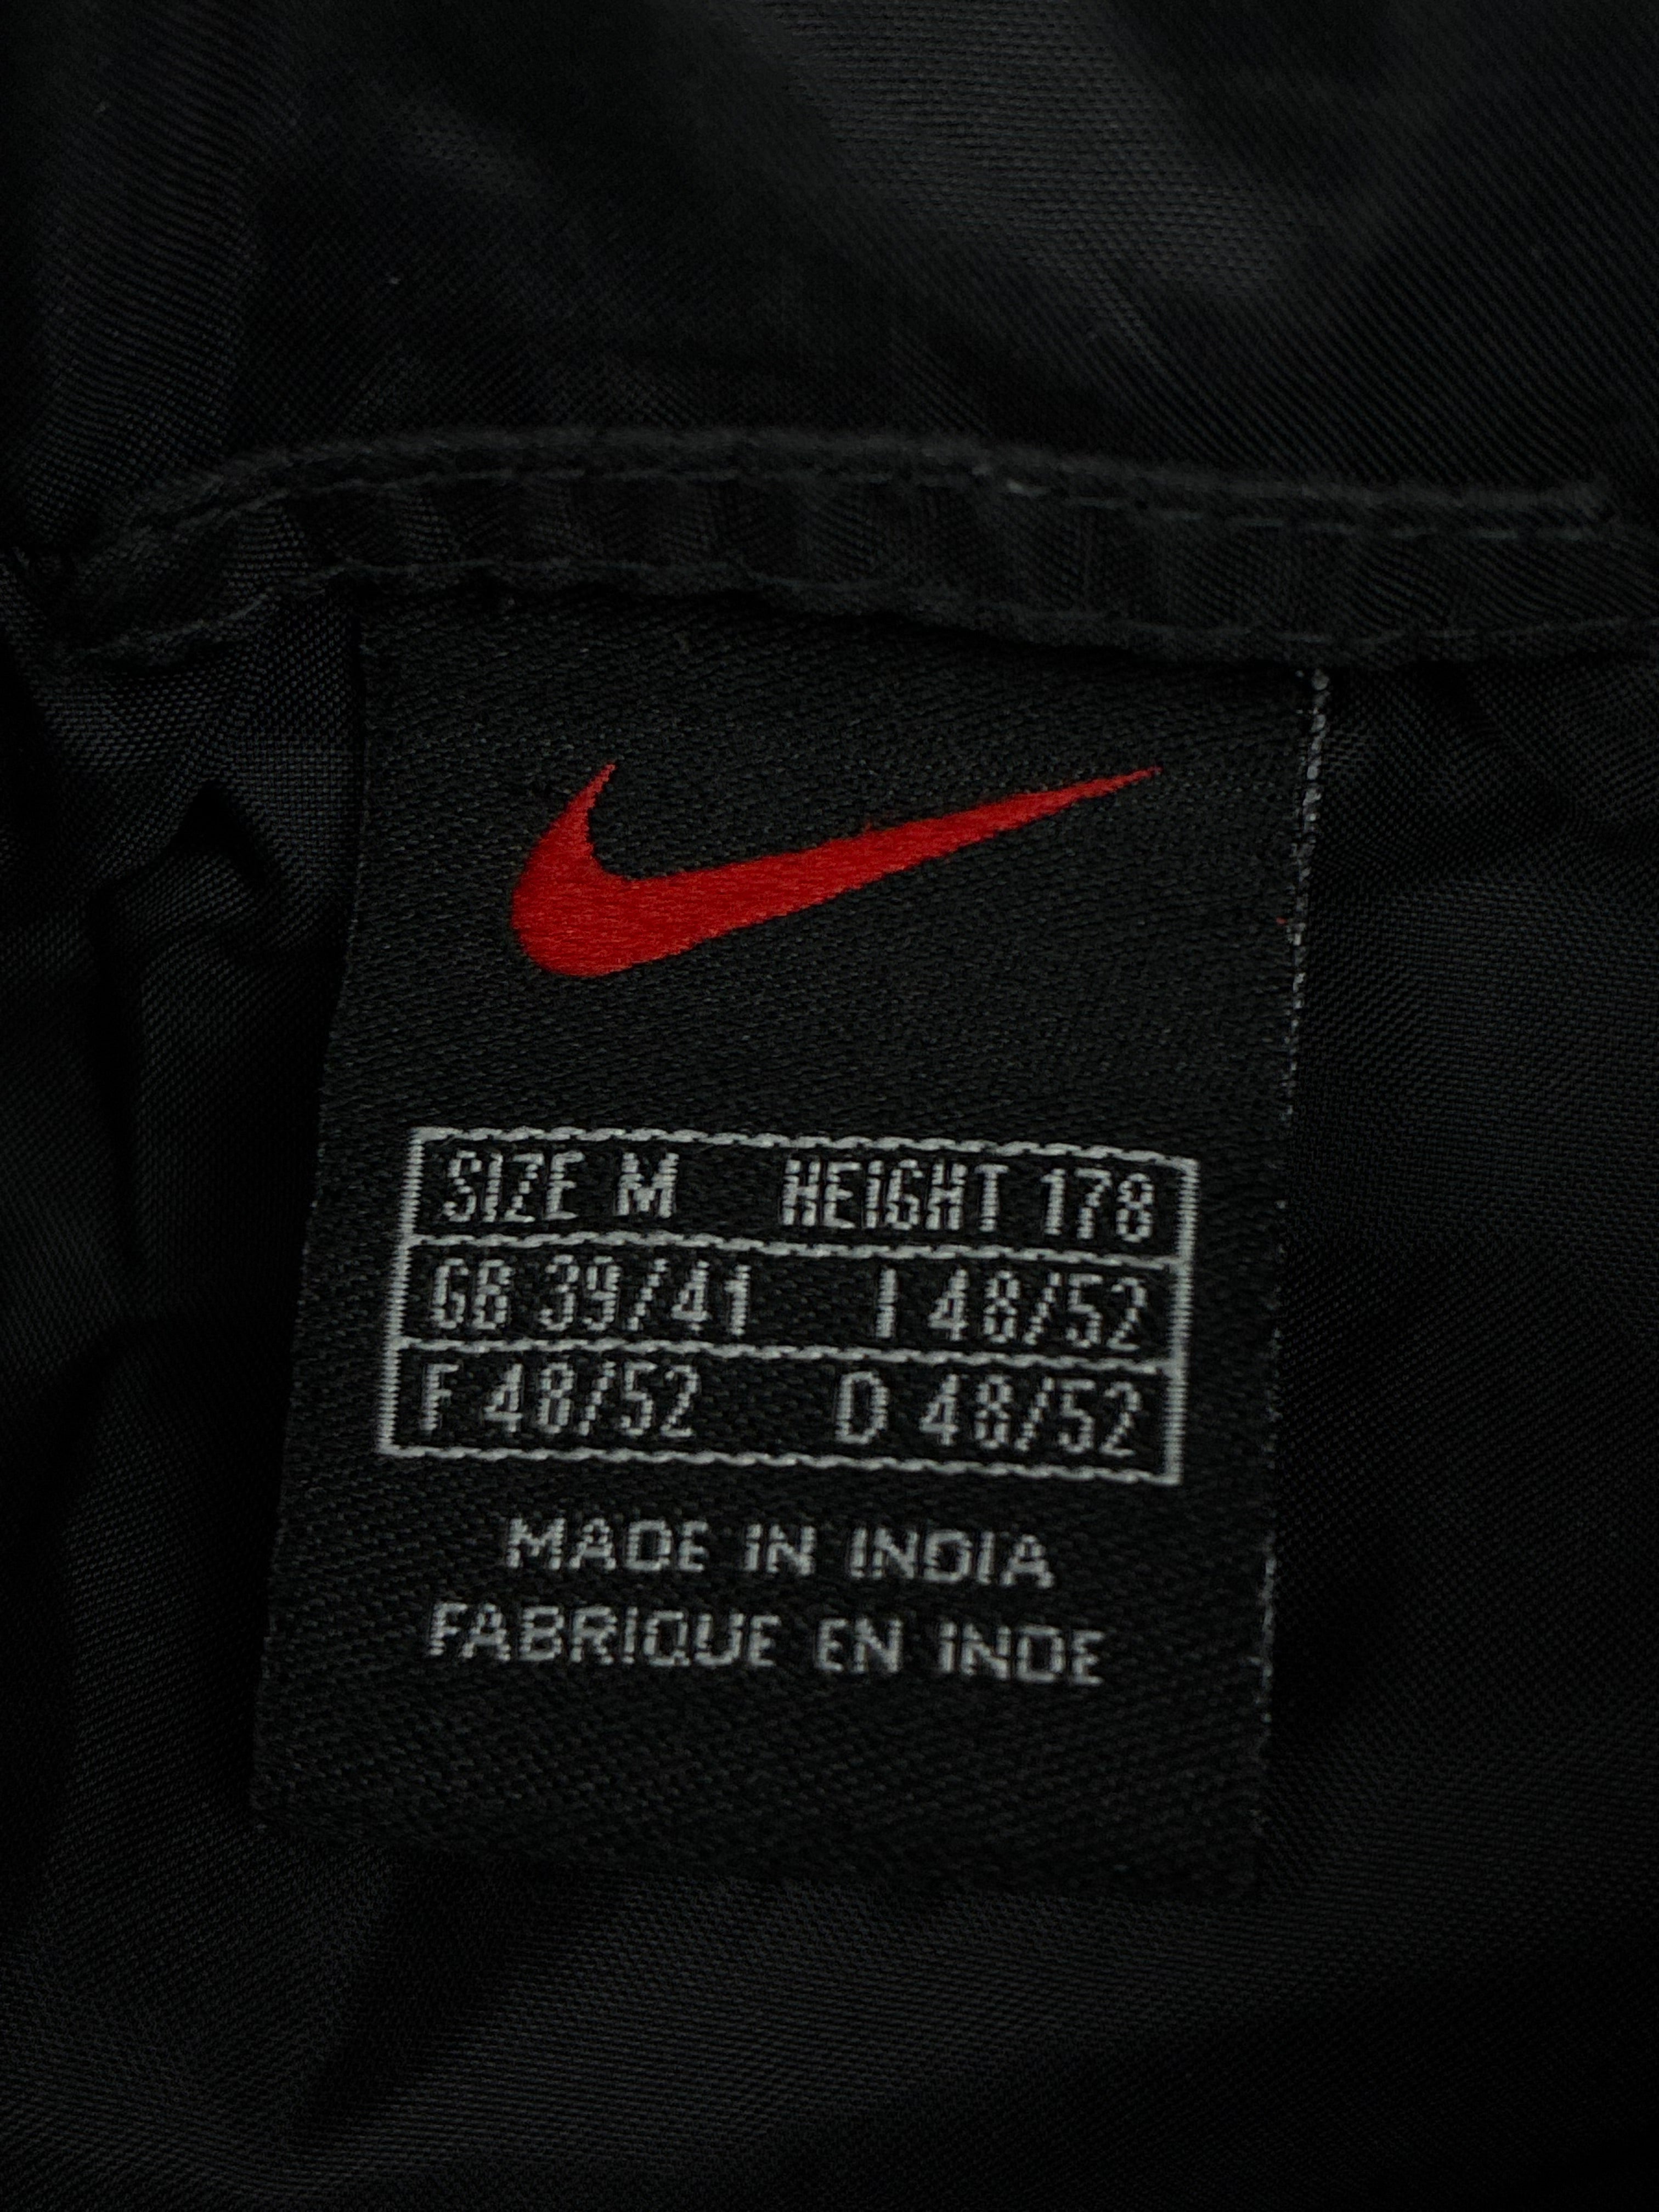 SIZE M HEIGHT 178
GB 39/41 I 48/52
F 48/52 D 48/52
MADE IN INDIA
FABRIQUE EN INDE